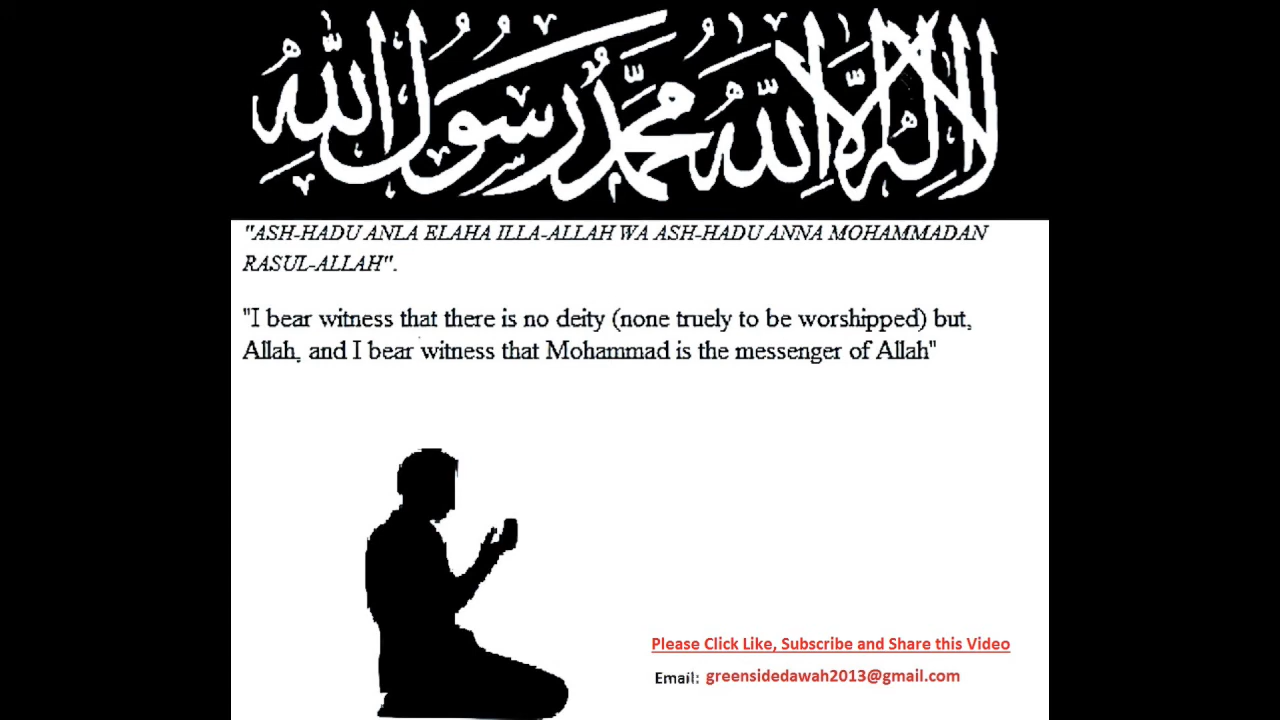 لا إله إلا الله محمد رسول الله
"ASH-HADU ANLA ELAHA ILLA-ALLAH WA ASH-HADU ANNA MOHAMMADAN
RASUL-ALLAH".
"I bear witness that there is no deity (none truely to be worshipped) but,
Allah, and I bear witness that Mohammad is the messenger of Allah"
Please Click Like, Subscribe and Share this Video
Email: greensidedawah2013@gmail.com